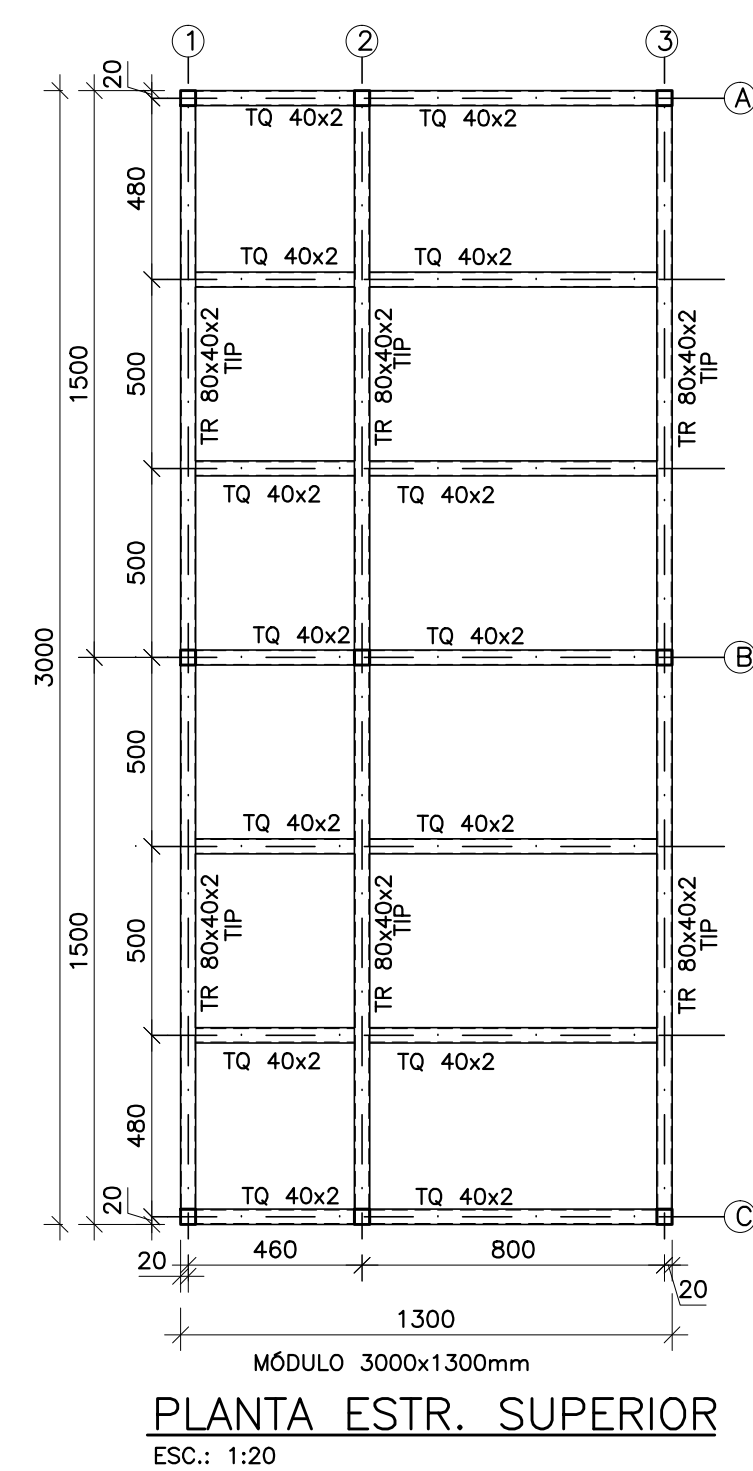 1 2 3
20
A
TQ 40x2 TQ 40x2
480
TQ 40x2 TQ 40x2
TR 80x40x2 TIP
TR 80x40x2 TIP
TR 80x40x2 TIP
1500
500
TQ 40x2 TQ 40x2
500
TQ 40x2 TQ 40x2
3000
B
500
TQ 40x2 TQ 40x2
TR 80x40x2 TIP
TR 80x40x2 TIP
TR 80x40x2 TIP
1500
500
TQ 40x2 TQ 40x2
480
TQ 40x2 TQ 40x2
20
C
20 460 800 20
1300
MÓDULO 3000x1300mm
PLANTA ESTR. SUPERIOR
ESC.: 1:20